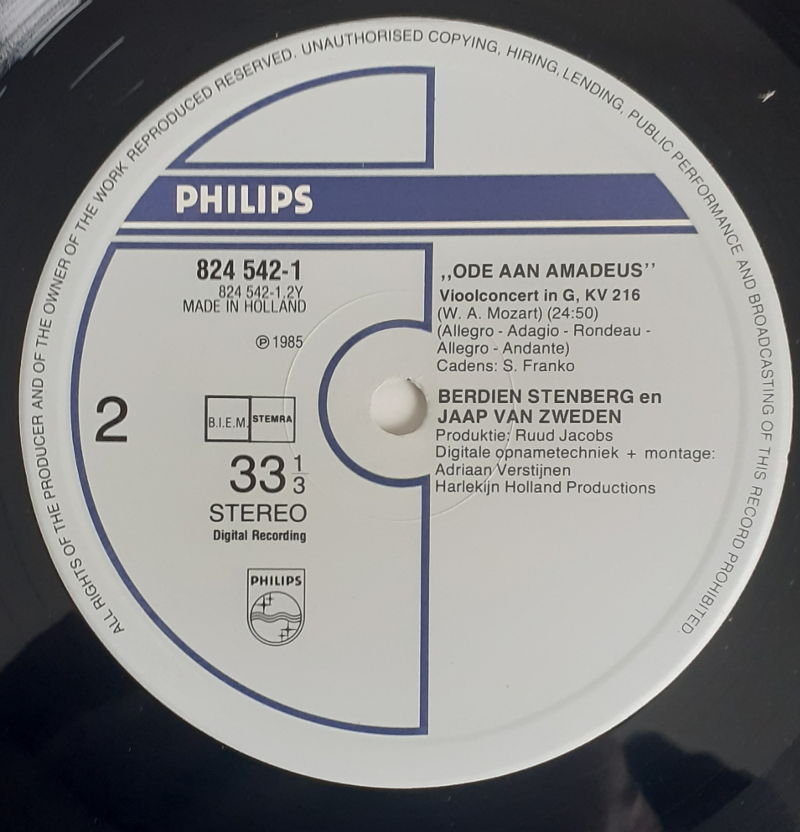 ALL RIGHTS OF THE PRODUCER AND OF THE OWNER OF THE WORK REPRODUCED RESERVED. UNAUTHORISED COPYING, HIRING, LENDING, PUBLIC PERFORMANCE AND BROADCASTING OF THIS RECORD PROHIBITED.
PHILIPS
824 542-1
824 542-1.2Y
MADE IN HOLLAND
℗ 1985
2
B.I.E.M. STEMRA
33 1/3
STEREO
Digital Recording
PHILIPS
,,ODE AAN AMADEUS’’
Vioolconcert in G, KV 216
(W. A. Mozart) (24:50)
(Allegro - Adagio - Rondeau -
Allegro - Andante)
Cadens: S. Franko
BERDIEN STENBERG en
JAAP VAN ZWEDEN
Produktie: Ruud Jacobs
Digitale opnametechniek + montage:
Adriaan Verstijnen
Harlekijn Holland Productions